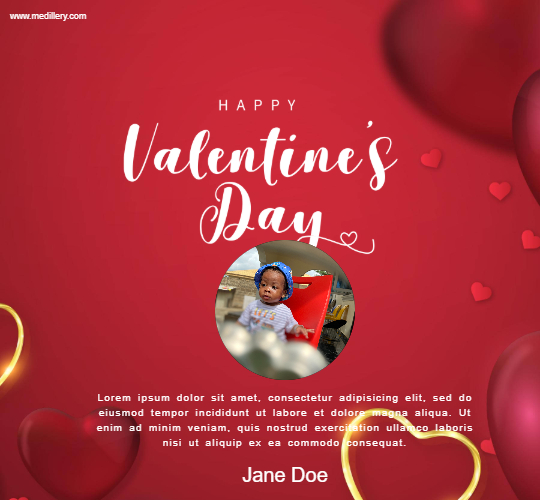 www.medillery.com
HAPPY
Valentine's
Day
Lorem ipsum dolor sit amet, consectetur adipisicing elit, sed do
eiusmod tempor incididunt ut labore et dolore magna aliqua. Ut
enim ad minim veniam, quis nostrud exercitation ullamco laboris
nisi ut aliquip ex ea commodo consequat.
Jane Doe